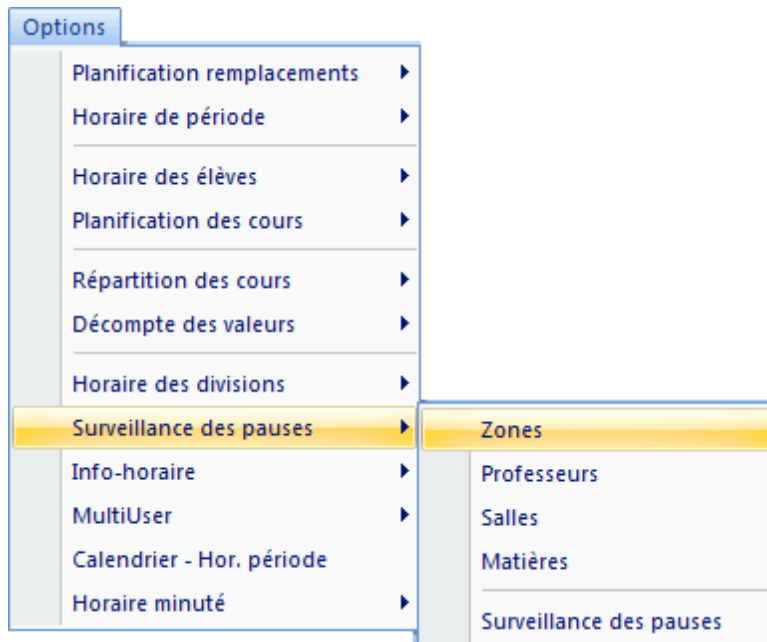 Options
Planification remplacements
Horaire de période
Horaire des élèves
Planification des cours
Répartition des cours
Décompte des valeurs
Horaire des divisions
Surveillance des pauses
Info-horaire
MultiUser
Calendrier - Hor. période
Horaire minuté
Zones
Professeurs
Salles
Matières
Surveillance des pauses